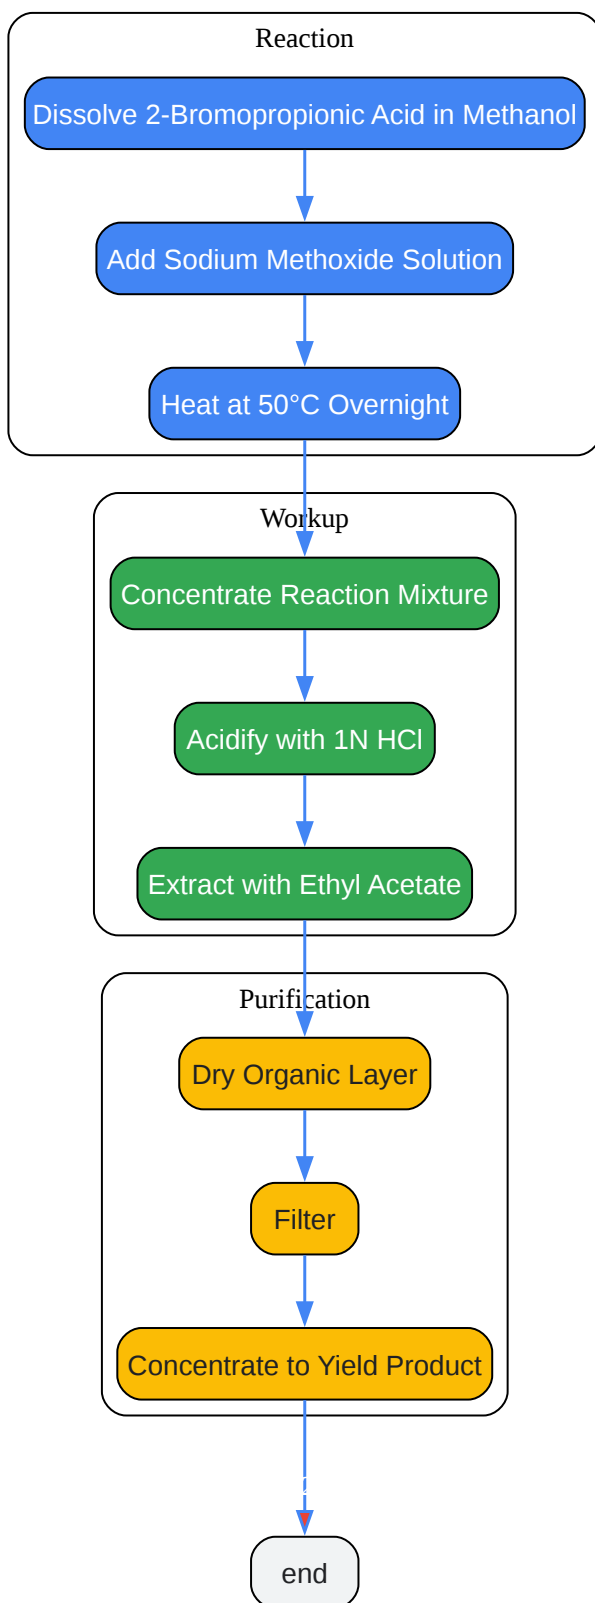 Reaction
Dissolve 2-Bromopropionic Acid in Methanol
Add Sodium Methoxide Solution
Heat at 50°C Overnight
Workup
Concentrate Reaction Mixture
Acidify with 1N HCl
Extract with Ethyl Acetate
Purification
Dry Organic Layer
Filter
Concentrate to Yield Product
end